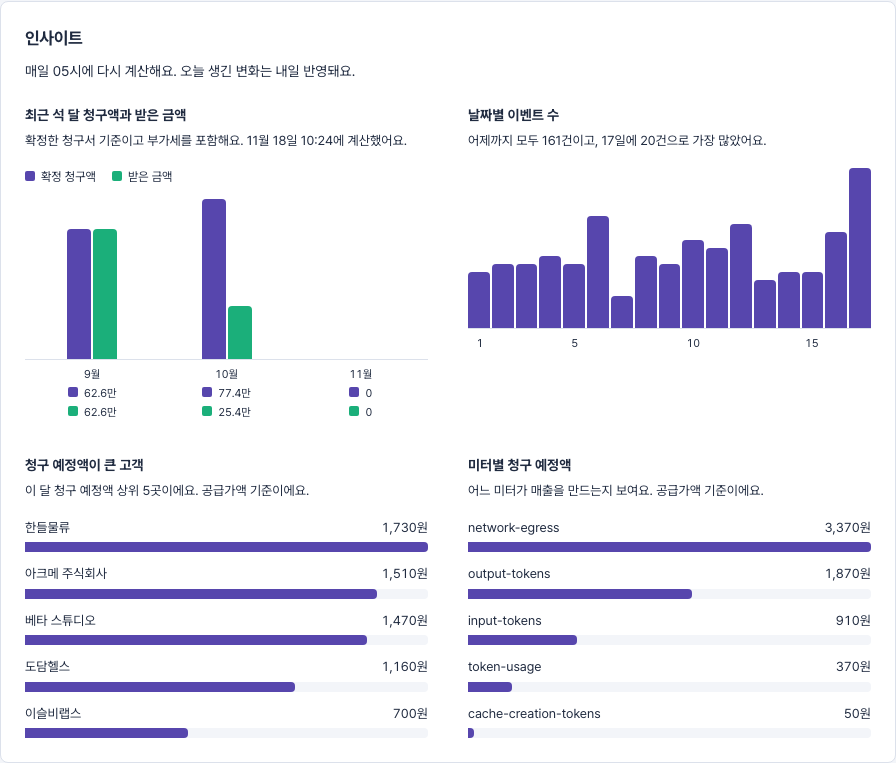 인사이트
매일 05시에 다시 계산해요. 오늘 생긴 변화는 내일 반영돼요.
최근 석 달 청구액과 받은 금액
확정한 청구서 기준이고 부가세를 포함해요. 11월 18일 10:24에 계산했어요.
확정 청구액 받은 금액
9월 10월 11월
62.6만 77.4만 0
62.6만 25.4만 0
날짜별 이벤트 수
어제까지 모두 161건이고, 17일에 20건으로 가장 많았어요.
1 5 10 15
청구 예정액이 큰 고객
이 달 청구 예정액 상위 5곳이에요. 공급가액 기준이에요.
한들물류 1,730원
아크메 주식회사 1,510원
베타 스튜디오 1,470원
도담헬스 1,160원
이슬비랩스 700원
미터별 청구 예정액
어느 미터가 매출을 만드는지 보여요. 공급가액 기준이에요.
network-egress 3,370원
output-tokens 1,870원
input-tokens 910원
token-usage 370원
cache-creation-tokens 50원